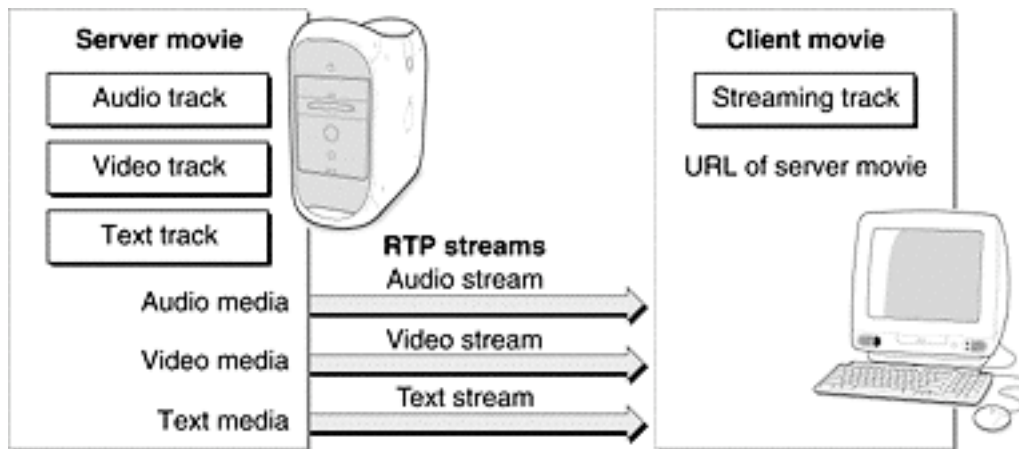 Server movie
Audio track
Video track
Text track
Audio media
Video media
Text media
RTP streams
Audio stream
Video stream
Text stream
Client movie
Streaming track
URL of server movie